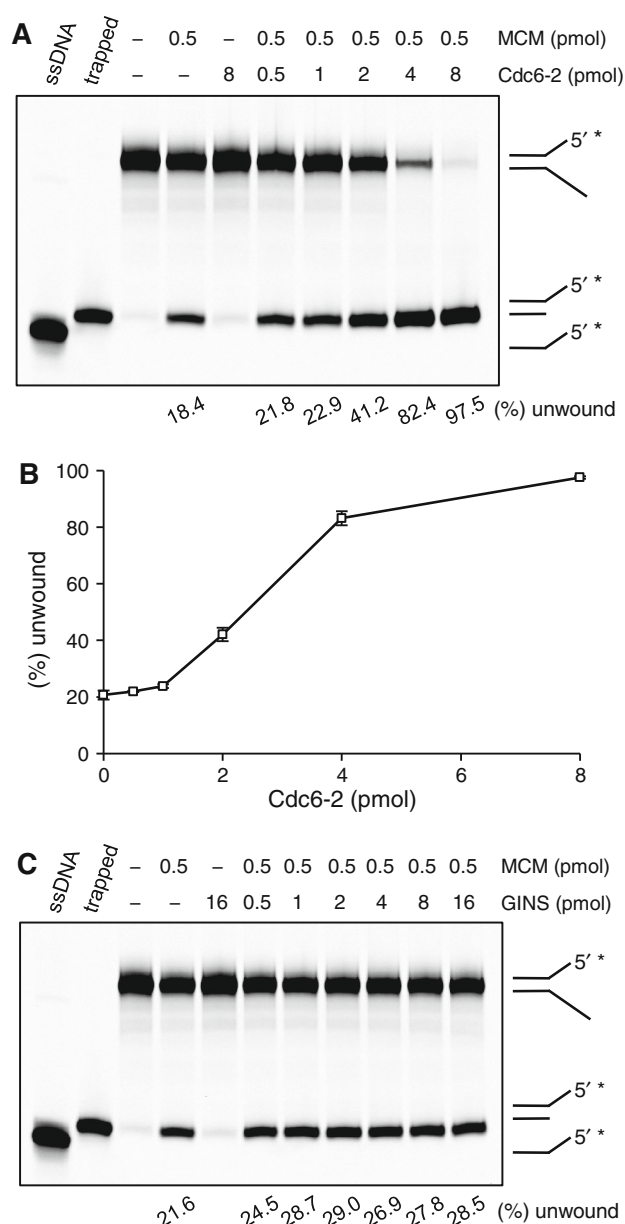 A
ssDNA
trapped
– 0.5 – 0.5 0.5 0.5 0.5 0.5 MCM (pmol)
– – 8 0.5 1 2 4 8 Cdc6-2 (pmol)
5′ *
5′ *
5′ *
18.4 21.8 22.9 41.2 82.4 97.5 (%) unwound
B
100
80
60
40
20
0
(%) unwound
0 2 4 6 8
Cdc6-2 (pmol)
C
ssDNA
trapped
– 0.5 – 0.5 0.5 0.5 0.5 0.5 0.5 MCM (pmol)
– – 16 0.5 1 2 4 8 16 GINS (pmol)
5′ *
5′ *
5′ *
21.6 24.5 28.7 29.0 26.9 27.8 28.5 (%) unwound